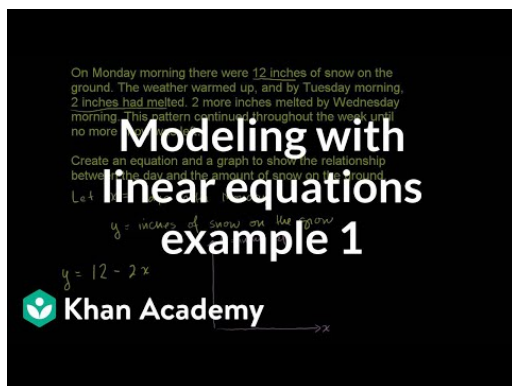 On Monday morning there were 12 inches of snow on the
ground. The weather warmed up, and by Tuesday morning,
2 inches had melted. 2 more inches melted by Wednesday
morning. This pattern continued throughout the week until
no more
Modeling with
Create an equation and a graph to show the relationship
between the day and the amount of snow on the ground.
linear equations
Let
y = inches of snow on the
example 1
y = 12 - 2x
Khan Academy
x